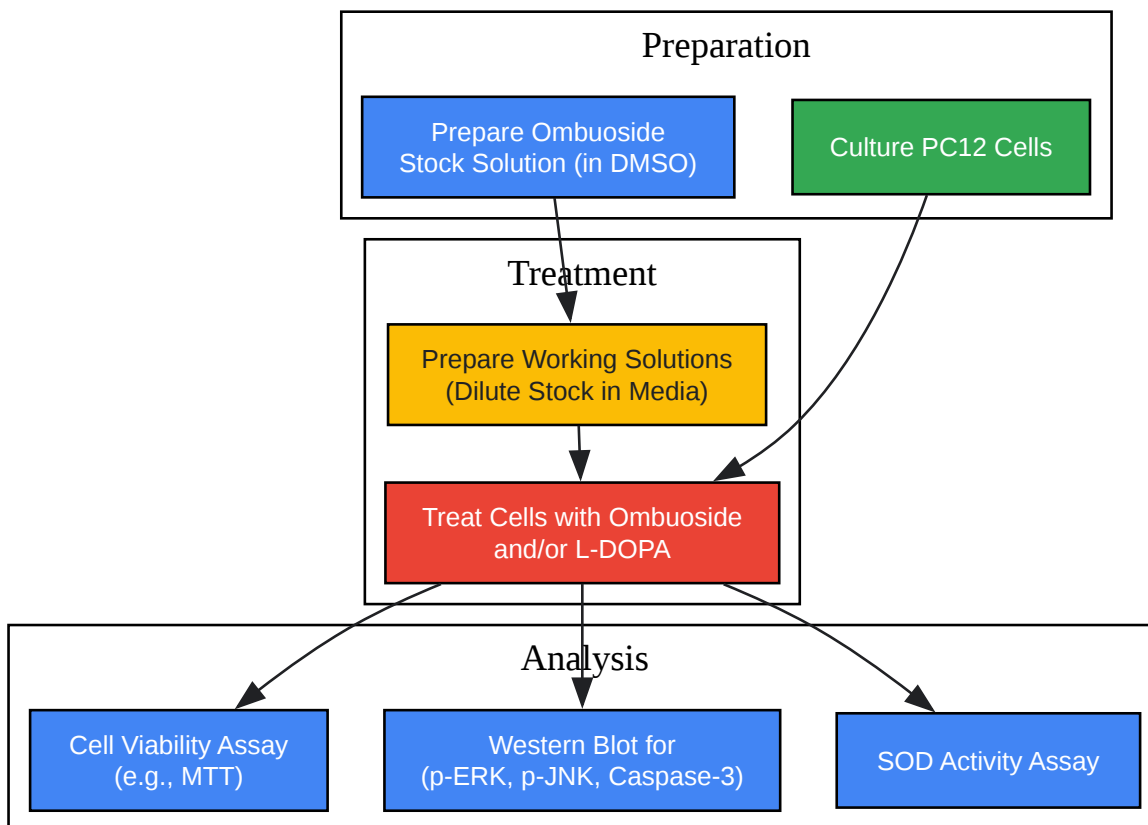 Preparation
Prepare Ombuoside
Stock Solution (in DMSO)
Culture PC12 Cells
Treatment
Prepare Working Solutions
(Dilute Stock in Media)
Treat Cells with Ombuoside
and/or L-DOPA
Analysis
Cell Viability Assay
(e.g., MTT)
Western Blot for
(p-ERK, p-JNK, Caspase-3)
SOD Activity Assay